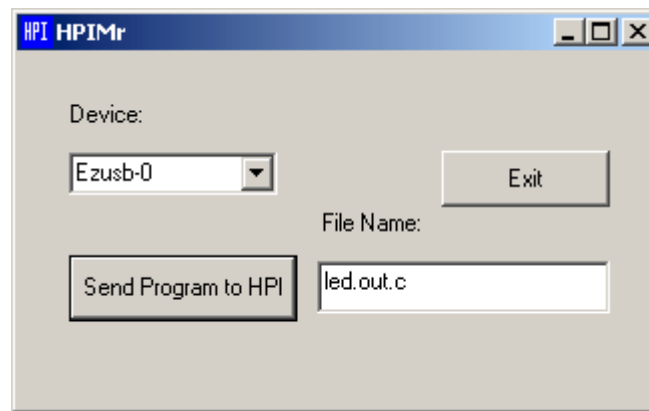 HPI HPIMr
Device:
Ezusb-0
Exit
File Name:
Send Program to HPI
led.out.c